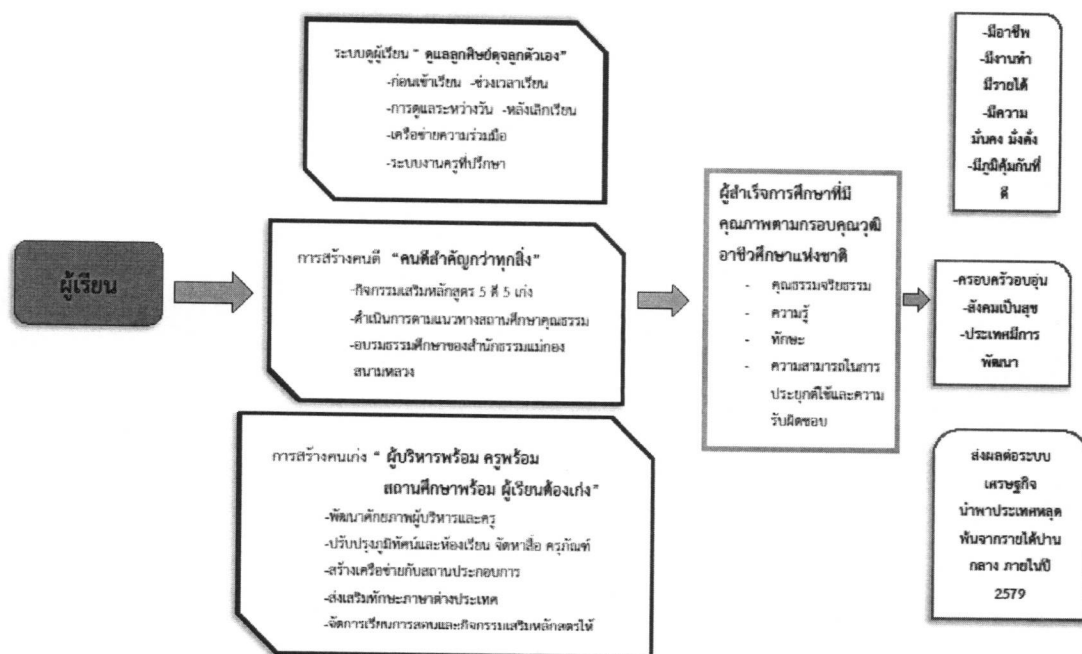 ผู้เรียน
ระบบดูผู้เรียน “ ดูแลลูกศิษย์ดุจลูกตัวเอง”
-ก่อนเข้าเรียน -ช่วงเวลาเรียน
-การดูแลระหว่างวัน -หลังเลิกเรียน
-เครือข่ายความร่วมมือ
-ระบบงานครูที่ปรึกษา
การสร้างคนดี “คนดีสำคัญกว่าทุกสิ่ง”
-กิจกรรมเสริมหลักสูตร 5 ดี 5 เก่ง
-ดำเนินการตามแนวทางสถานศึกษาคุณธรรม
-อบรมธรรมศึกษาของสำนักธรรมแม่กอง
สนามหลวง
การสร้างคนเก่ง “ ผู้บริหารพร้อม ครูพร้อม
สถานศึกษาพร้อม ผู้เรียนต้องเก่ง”
-พัฒนาศักยภาพผู้บริหารและครู
-ปรับปรุงภูมิทัศน์และห้องเรียน จัดหาสื่อ ครุภัณฑ์
-สร้างเครือข่ายกับสถานประกอบการ
-ส่งเสริมทักษะภาษาต่างประเทศ
-จัดการเรียนการสอนและกิจกรรมเสริมหลักสูตรให้
ผู้สำเร็จการศึกษาที่มี
คุณภาพตามกรอบคุณวุฒิ
อาชีวศึกษาแห่งชาติ
- คุณธรรมจริยธรรม
- ความรู้
- ทักษะ
- ความสามารถในการ
ประยุกต์ใช้และความ
รับผิดชอบ
-มีอาชีพ
-มีงานทำ
มีรายได้
-มีความ
มั่นคง มั่งคั่ง
-มีภูมิคุ้มกันที่
ดี
-ครอบครัวอบอุ่น
-สังคมเป็นสุข
-ประเทศมีการ
พัฒนา
ส่งผลต่อระบบ
เศรษฐกิจ
นำพาประเทศหลุด
พ้นจากรายได้ปาน
กลาง ภายในปี
2579